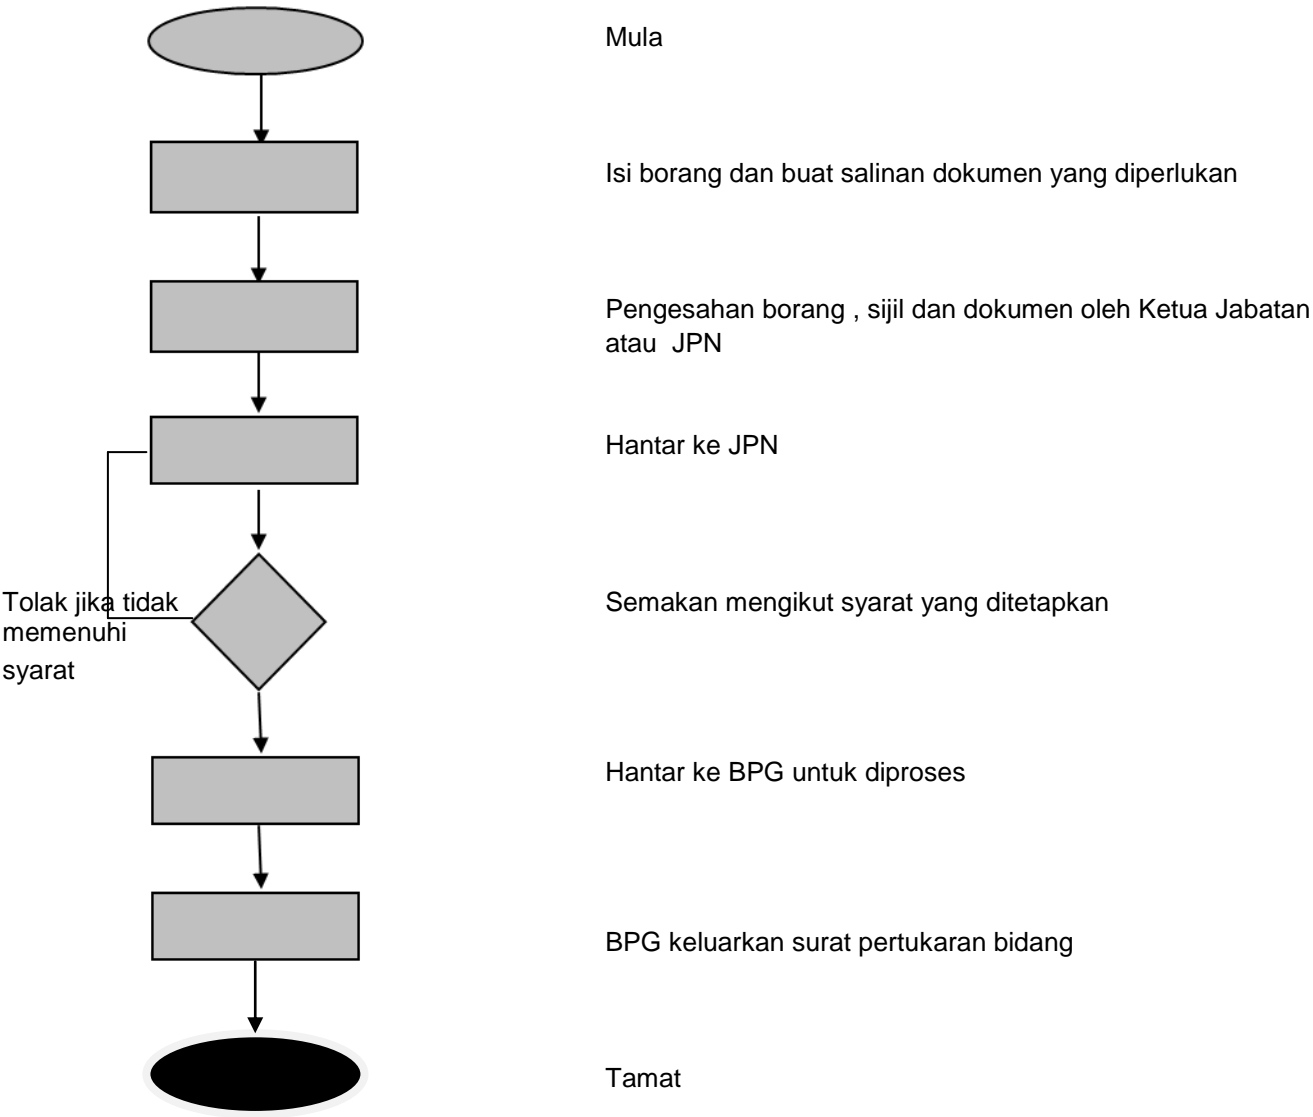 Mula
Isi borang dan buat salinan dokumen yang diperlukan
Pengesahan borang , sijil dan dokumen oleh Ketua Jabatan
atau  JPN
Hantar ke JPN
Tolak jika tidak
memenuhi
syarat
Semakan mengikut syarat yang ditetapkan
Hantar ke BPG untuk diproses
BPG keluarkan surat pertukaran bidang
Tamat